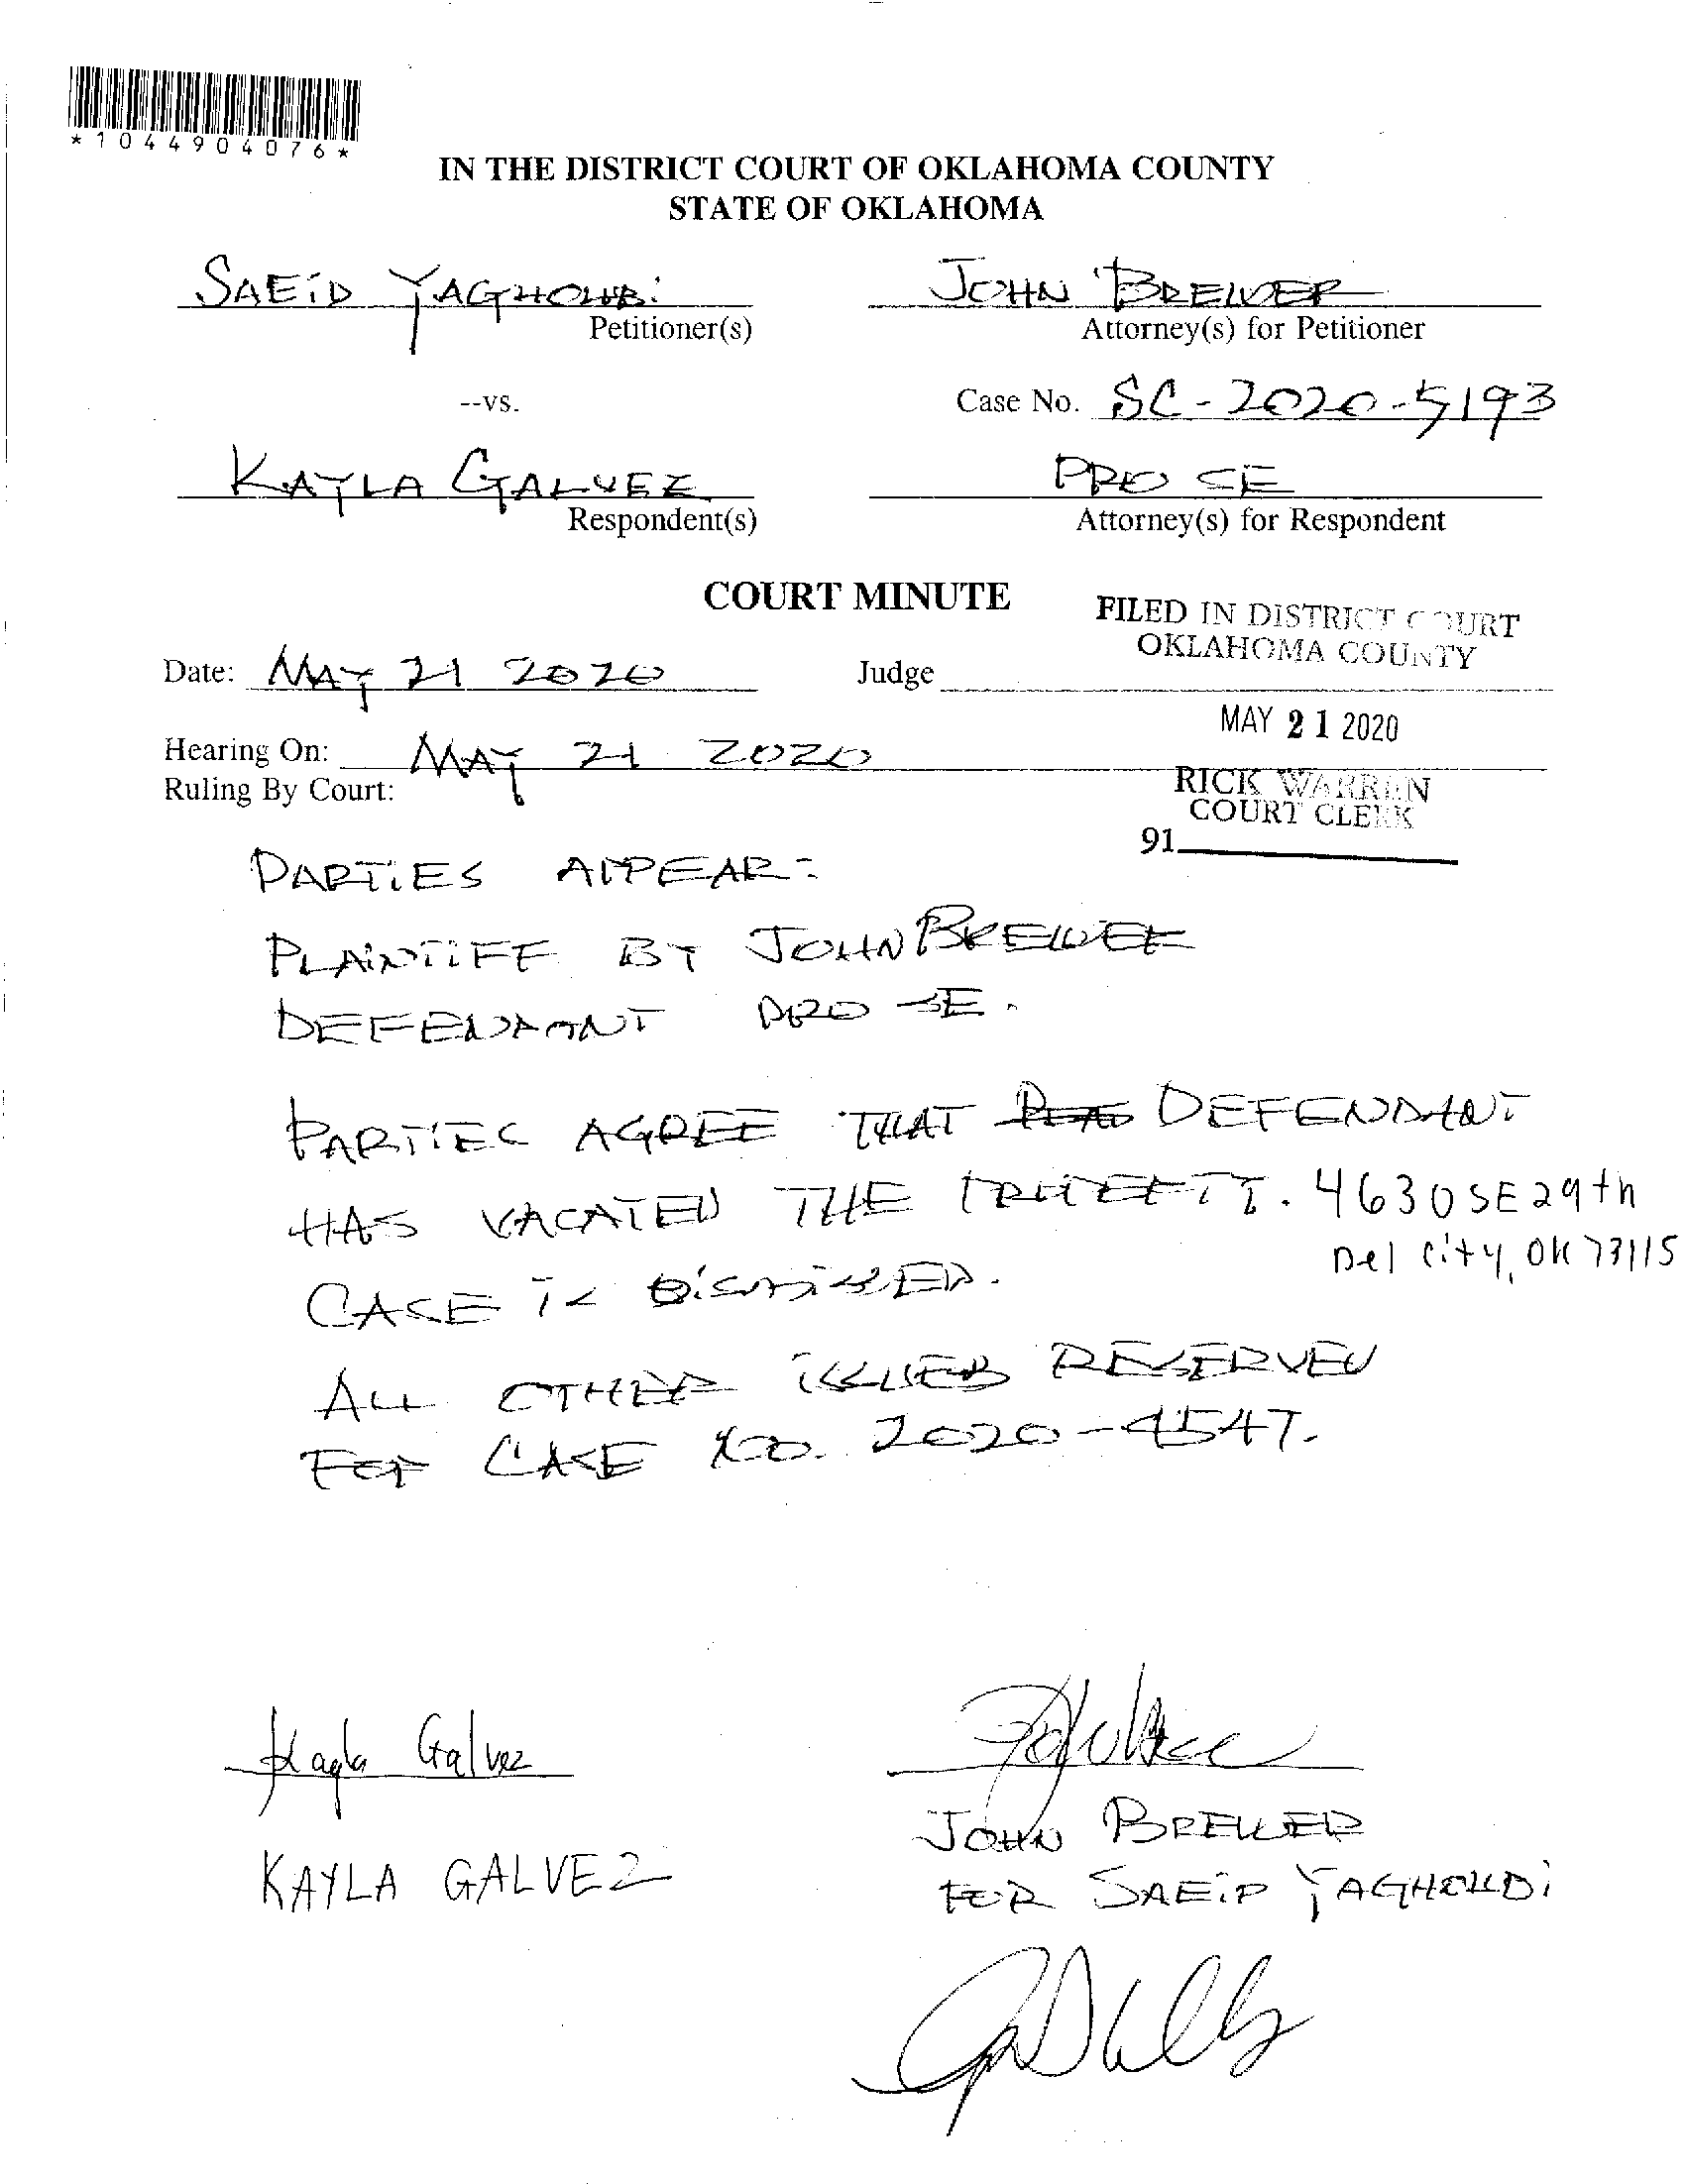 *1044904076*
IN THE DISTRICT COURT OF OKLAHOMA COUNTY
STATE OF OKLAHOMA
SAEiD YAGHOUBi
Petitioner(s)
JOHN BREWER
Attorney(s) for Petitioner
--vs.
Case No. SC-2020-5193
KAYLA GALVEZ
Respondent(s)
PRO SE
Attorney(s) for Respondent
COURT MINUTE
FILED IN DISTRICT COURT
OKLAHOMA COUNTY
Date: MAY 21 2020
Judge
MAY 21 2020
Hearing On: MAY 21 2020
Ruling By Court:
RICK WARREN
COURT CLERK
91
PARTiES APPEAR:
PLAiNTiFF BY JOHN BREWER
DEFENDANT PRO SE.
PARTIES AGREE THAT DEFENDANT
HAS VACATED THE PROPERTY. 4630 SE 29th
Del City, OK 73115
CASE iS DiSMiSSED.
ALL OTHER iSSUES RESERVED
FOR CASE NO. 2020-4547.
Kayla Galvez
KAYLA GALVEZ
JOHN BREWER
FOR SAEiD YAGHOUBi